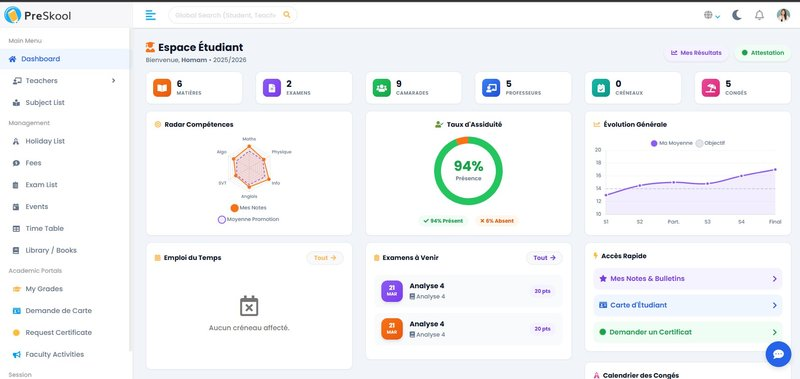 PreSkool
Global Search (Student, Teache
Main Menu
Dashboard
Teachers
Subject List
Management
Holiday List
Fees
Exam List
Events
Time Table
Library / Books
Academic Portals
My Grades
Demande de Carte
Request Certificate
Faculty Activities
Session
Espace Étudiant
Bienvenue, Homam • 2025/2026
Mes Résultats
Attestation
6
MATIÈRES
2
EXAMENS
9
CAMARADES
5
PROFESSEURS
0
CRÉNEAUX
5
CONGÉS
Radar Compétences
Maths
Physique
Info
Anglais
SVT
Algo
Mes Notes
Moyenne Promotion
Taux d'Assiduité
94%
Présence
94% Présent
6% Absent
Évolution Générale
Ma Moyenne
Objectif
20
18
16
14
12
10
S1
S2
Part.
S3
S4
Final
Emploi du Temps
Tout
Aucun créneau affecté.
Examens à Venir
Tout
21
MAR
Analyse 4
Analyse 4
20 pts
21
MAR
Analyse 4
Analyse 4
20 pts
Accès Rapide
Mes Notes & Bulletins
Carte d'Étudiant
Demander un Certificat
Calendrier des Congés